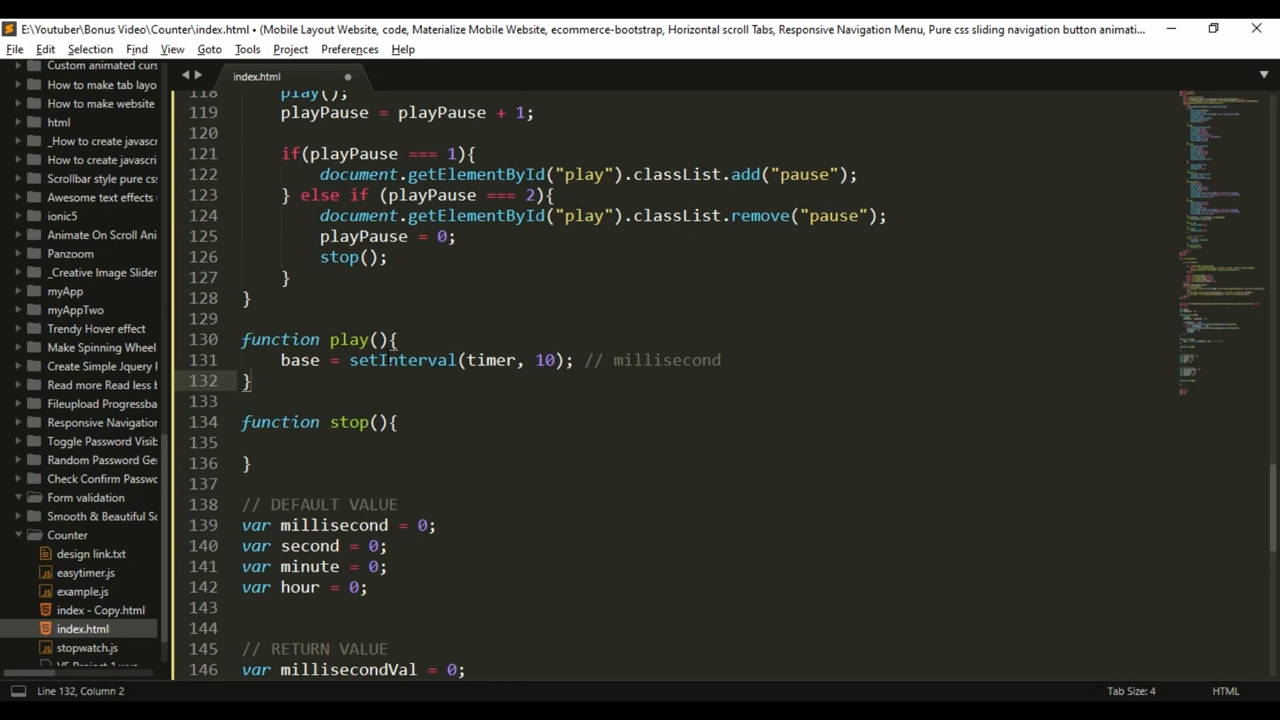 E:\Youtuber\Bonus Video\Counter\index.html • (Mobile Layout Website, code, Materialize Mobile Website, ecommerce-bootstrap, Horizontal scroll Tabs, Responsive Navigation Menu, Pure css sliding navigation button animati...
File Edit Selection Find View Goto Tools Project Preferences Help
index.html
Custom animated curs
How to make tab layo
How to make website
html
_How to create javasc
How to create javascri
Scrollbar style pure cs
Awesome text effects
ionic5
Animate On Scroll Ani
Panzoom
_Creative Image Slider
myApp
myAppTwo
Trendy Hover effect
Make Spinning Wheel
Create Simple Jquery
Read more Read less b
Fileupload Progressba
Responsive Navigation
Toggle Password Visib
Random Password Ge
Check Confirm Passwo
Form validation
Smooth & Beautiful Sc
Counter
design link.txt
easytimer.js
example.js
index - Copy.html
index.html
stopwatch.js
118 play();
119 playPause = playPause + 1;
120
121 if(playPause === 1){
122 document.getElementById("play").classList.add("pause");
123 } else if (playPause === 2){
124 document.getElementById("play").classList.remove("pause");
125 playPause = 0;
126 stop();
127 }
128 }
129
130 function play(){
131 base = setInterval(timer, 10); // millisecond
132 }
133
134 function stop(){
135
136 }
137
138 // DEFAULT VALUE
139 var millisecond = 0;
140 var second = 0;
141 var minute = 0;
142 var hour = 0;
143
144
145 // RETURN VALUE
146 var millisecondVal = 0;
Line 132, Column 2
Tab Size: 4
HTML